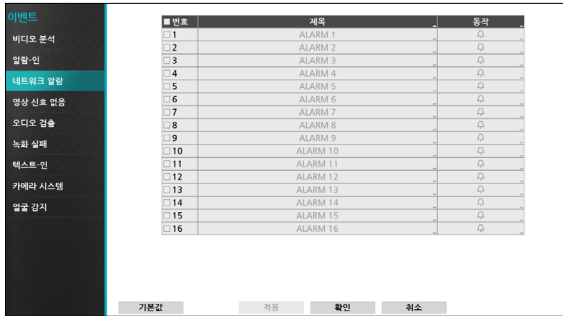 이벤트
비디오 분석
알람-인
네트워크 알람
영상 신호 없음
오디오 검출
녹화 실패
텍스트-인
카메라 시스템
얼굴 감지
번호 제목 동작
1 ALARM 1
2 ALARM 2
3 ALARM 3
4 ALARM 4
5 ALARM 5
6 ALARM 6
7 ALARM 7
8 ALARM 8
9 ALARM 9
10 ALARM 10
11 ALARM 11
12 ALARM 12
13 ALARM 13
14 ALARM 14
15 ALARM 15
16 ALARM 16
기본값 적용 확인 취소